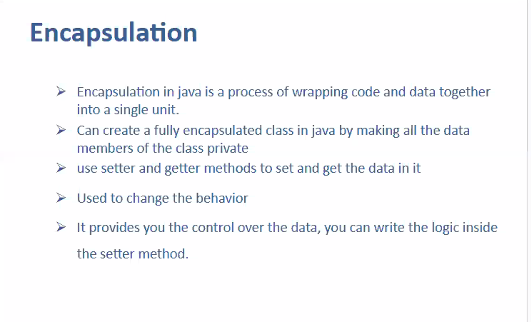 Encapsulation
➢ Encapsulation in java is a process of wrapping code and data together
into a single unit.
➢ Can create a fully encapsulated class in java by making all the data
members of the class private
➢ use setter and getter methods to set and get the data in it
➢ Used to change the behavior
➢ It provides you the control over the data, you can write the logic inside
the setter method.